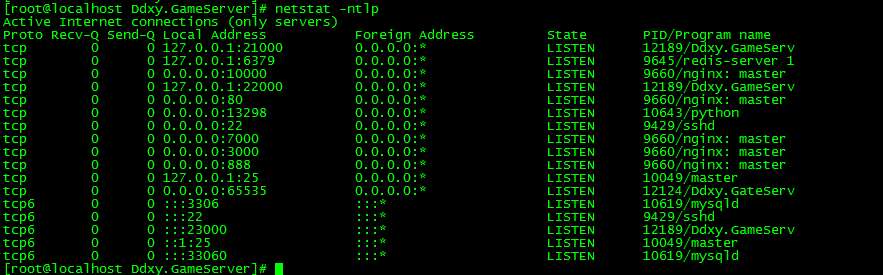 [root@localhost Ddxy.GameServer]# netstat -ntlp
Active Internet connections (only servers)
Proto Recv-Q Send-Q Local Address           Foreign Address         State       PID/Program name
tcp        0      0 127.0.0.1:21000         0.0.0.0:*               LISTEN      12189/Ddxy.GameServ
tcp        0      0 127.0.0.1:6379          0.0.0.0:*               LISTEN      9645/redis-server 1
tcp        0      0 0.0.0.0:10000           0.0.0.0:*               LISTEN      9660/nginx: master
tcp        0      0 127.0.0.1:22000         0.0.0.0:*               LISTEN      12189/Ddxy.GameServ
tcp        0      0 0.0.0.0:80              0.0.0.0:*               LISTEN      9660/nginx: master
tcp        0      0 0.0.0.0:13298           0.0.0.0:*               LISTEN      10643/python
tcp        0      0 0.0.0.0:22              0.0.0.0:*               LISTEN      9429/sshd
tcp        0      0 0.0.0.0:7000            0.0.0.0:*               LISTEN      9660/nginx: master
tcp        0      0 0.0.0.0:3000            0.0.0.0:*               LISTEN      9660/nginx: master
tcp        0      0 0.0.0.0:888             0.0.0.0:*               LISTEN      9660/nginx: master
tcp        0      0 127.0.0.1:25            0.0.0.0:*               LISTEN      10049/master
tcp        0      0 0.0.0.0:65535           0.0.0.0:*               LISTEN      12124/Ddxy.GateServ
tcp6       0      0 :::3306                 :::*                    LISTEN      10619/mysqld
tcp6       0      0 :::22                   :::*                    LISTEN      9429/sshd
tcp6       0      0 :::23000                :::*                    LISTEN      12189/Ddxy.GameServ
tcp6       0      0 ::1:25                  :::*                    LISTEN      10049/master
tcp6       0      0 :::33060                :::*                    LISTEN      10619/mysqld
[root@localhost Ddxy.GameServer]#